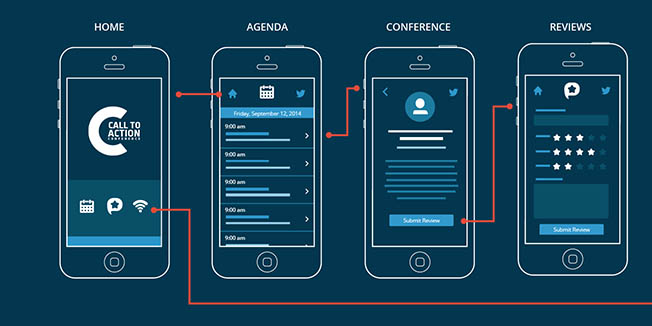 HOME
AGENDA
CONFERENCE
REVIEWS
CALL TO
ACTION
CONFERENCE
Friday, September 12, 2014
9:00 am
9:00 am
9:00 am
9:00 am
9:00 am
Submit Review
Submit Review